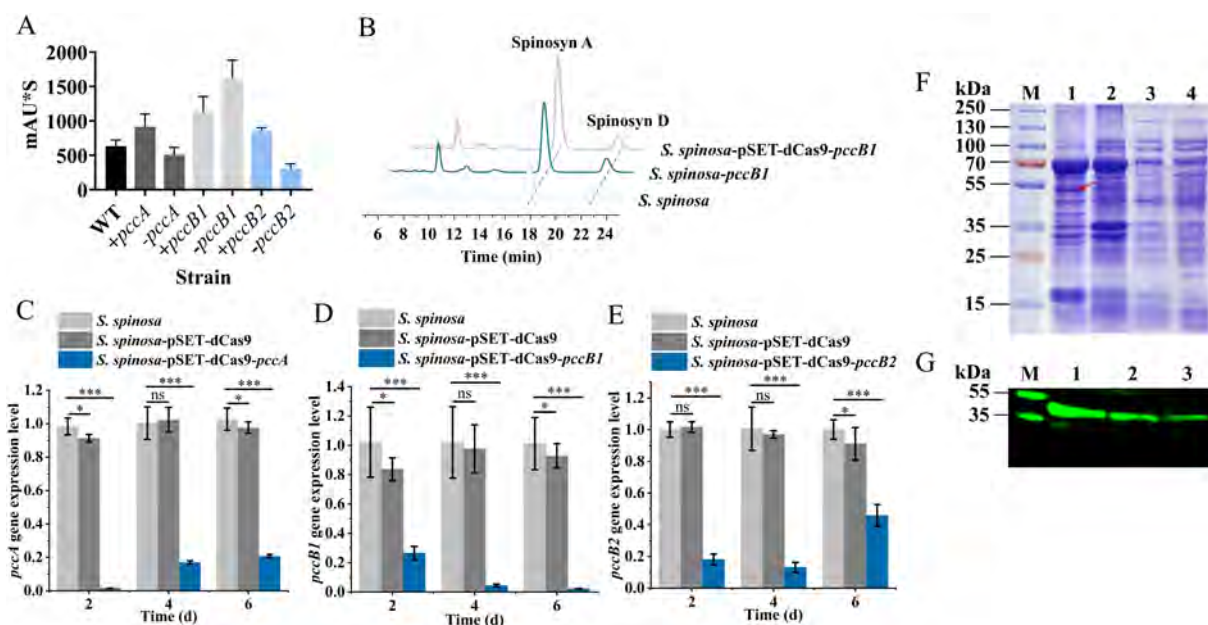 A
2000
1500
1000
500
0
mAU*S
WT
+pccA
-pccA
+pccB1
-pccB1
+pccB2
-pccB2
Strain
B
Spinosyn A
Spinosyn D
S. spinosa-pSET-dCas9-pccB1
S. spinosa-pccB1
S. spinosa
6 8 10 12 14 16 18 20 22 24 26
Time (min)
C
S. spinosa
S. spinosa-pSET-dCas9
S. spinosa-pSET-dCas9-pccA
pccA gene expression level
1.2
1.0
0.8
0.6
0.4
0.2
0.0
***
*
***
ns
***
*
2 4 6
Time (d)
D
S. spinosa
S. spinosa-pSET-dCas9
S. spinosa-pSET-dCas9-pccB1
pccB1 gene expression level
1.4
1.2
1.0
0.8
0.6
0.4
0.2
0.0
***
*
***
ns
***
*
2 4 6
Time (d)
E
S. spinosa
S. spinosa-pSET-dCas9
S. spinosa-pSET-dCas9-pccB2
pccB2 gene expression level
1.2
1.0
0.8
0.6
0.4
0.2
0.0
***
ns
***
ns
***
*
2 4 6
Time (d)
F
kDa M 1 2 3 4
250
130
100
70
55
35
25
15
G
kDa M 1 2 3
55
35